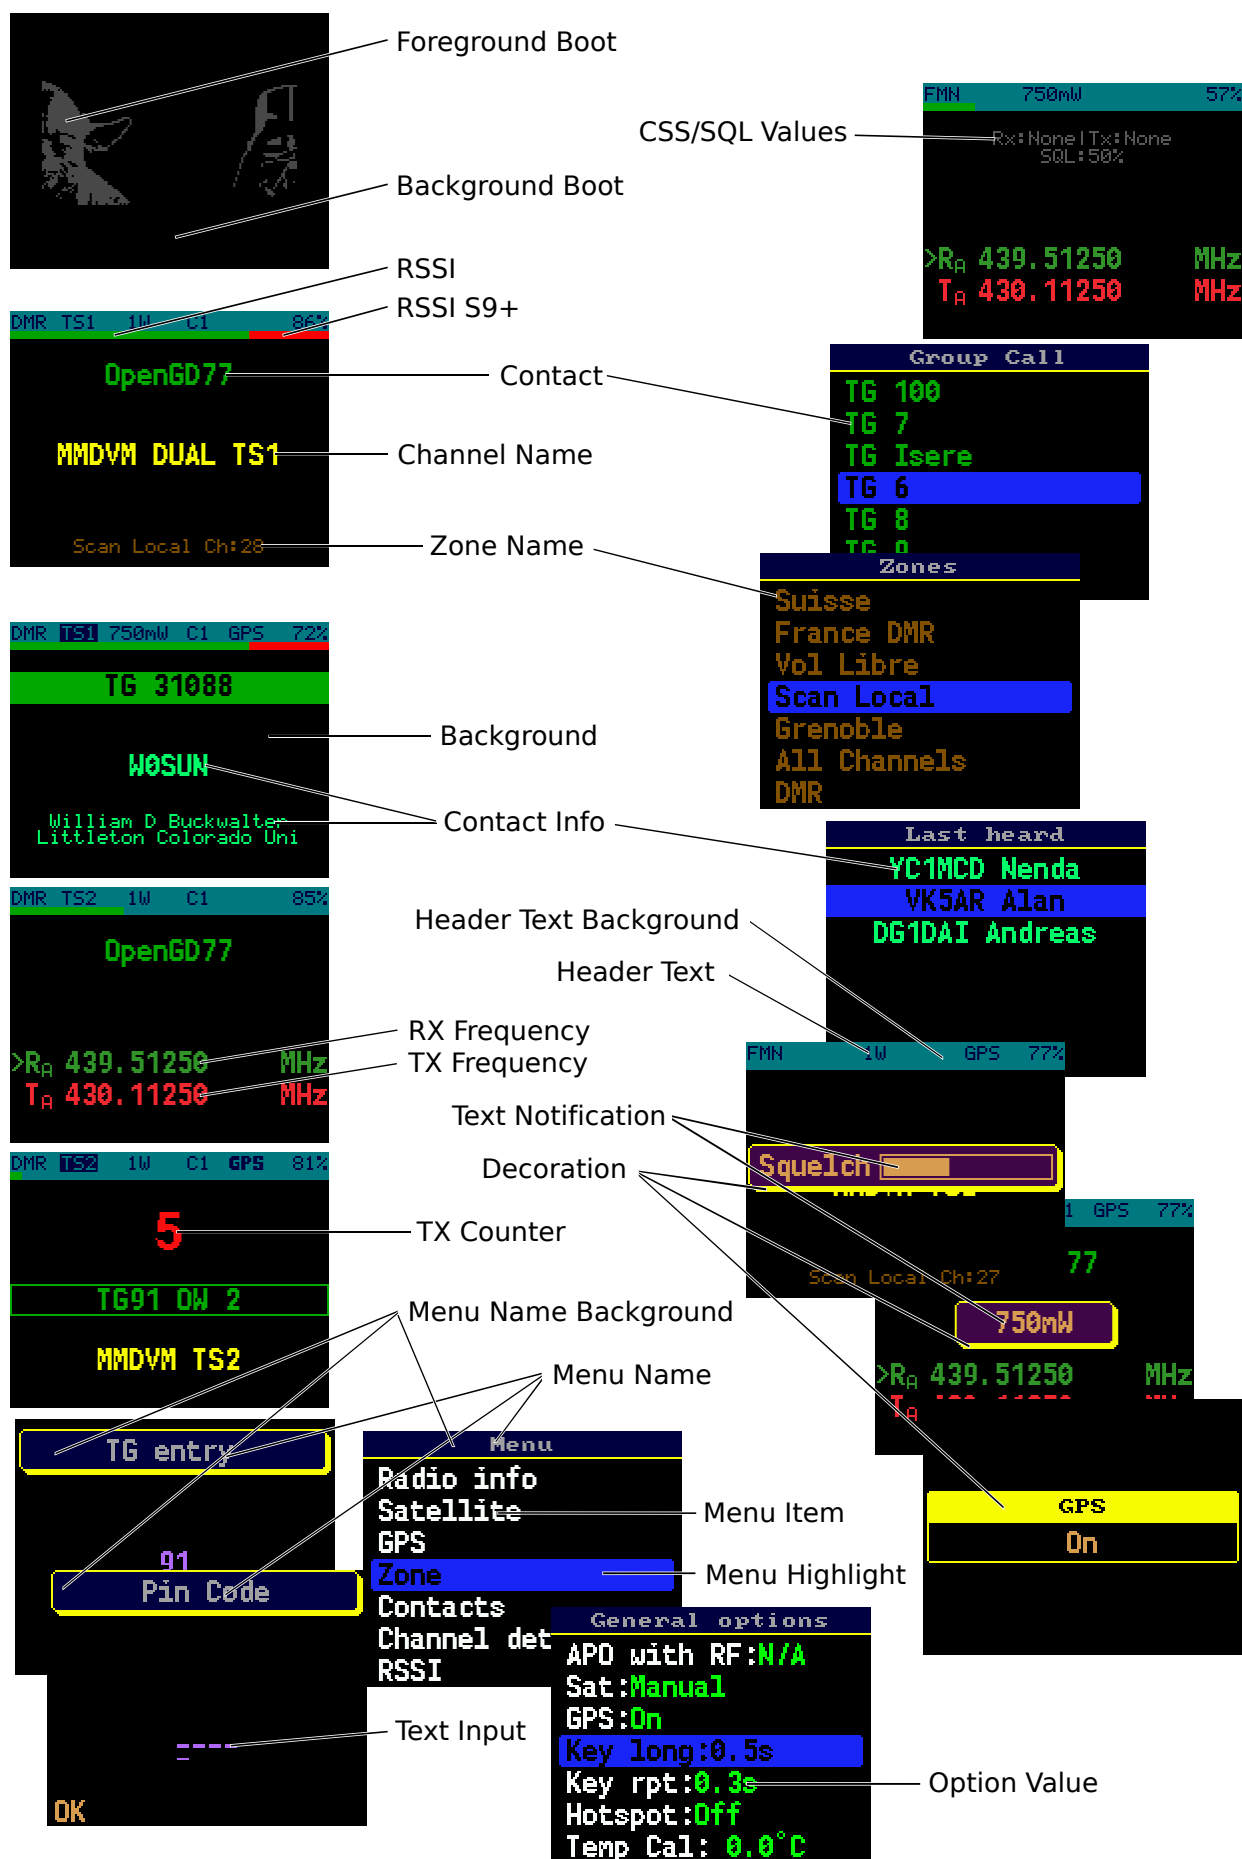 Foreground Boot
Background Boot
FMN 750mW 57%
CSS/SQL Values
Rx:None|Tx:None
SQL:50%
>RA 439.51250 MHz
TA 430.11250 MHz
RSSI
RSSI S9+
DMR TS1 1W C1 86%
OpenGD77
Contact
MMDVM DUAL TS1
Channel Name
Scan Local Ch:28
Zone Name
Group Call
TG 100
TG 7
TG Isere
TG 6
TG 8
TG 9
Zones
Suisse
France DMR
Vol Libre
Scan Local
Grenoble
All Channels
DMR
DMR TS1 750mW C1 GPS 72%
TG 31088
Background
W0SUN
William D Buckwalter
Littleton Colorado Uni
Contact Info
Last heard
YC1MCD Nenda
VK5AR Alan
DG1DAI Andreas
DMR TS2 1W C1 85%
OpenGD77
Header Text Background
Header Text
RX Frequency
TX Frequency
>RA 439.51250 MHz
TA 430.11250 MHz
FMN 1W GPS 77%
Text Notification
Squelch
Decoration
Scan Local Ch:27
DMR TS2 1W C1 GPS 81%
5
TX Counter
TG91 OW 2
MMDVM TS2
1 GPS 77%
77
750mW
>RA 439.51250 MHz
TA
Menu Name Background
Menu Name
TG entry
91
Pin Code
OK
Text Input
Menu
Radio info
Satellite
GPS
Zone
Contacts
Channel det
RSSI
Menu Item
Menu Highlight
GPS
On
General options
APO with RF:N/A
Sat:Manual
GPS:On
Key long:0.5s
Key rpt:0.3s
Hotspot:Off
Temp Cal: 0.0°C
Option Value